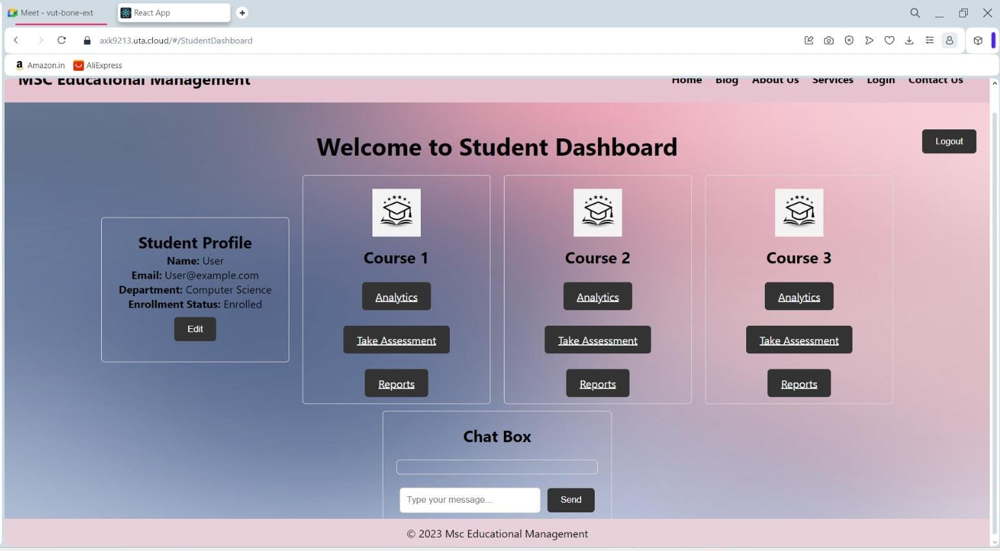 Meet - vut-bone-ext
React App
axk9213.uta.cloud/#/StudentDashboard
Amazon.in
AliExpress
MSC Educational Management
Home Blog About Us Services Login Contact Us
Welcome to Student Dashboard
Logout
Student Profile
Name: User
Email: User@example.com
Department: Computer Science
Enrollment Status: Enrolled
Edit
Course 1
Analytics
Take Assessment
Reports
Course 2
Analytics
Take Assessment
Reports
Course 3
Analytics
Take Assessment
Reports
Chat Box
Type your message...
Send
© 2023 Msc Educational Management